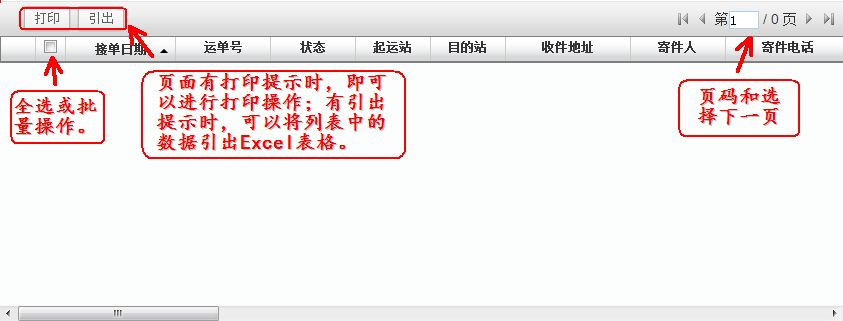 打印 引出 第1 / 0 页
接单日期 运单号 状态 起运站 目的站 收件地址 寄件人 寄件电话
全选或批
量操作。
页面有打印提示时，即可
以进行打印操作；有引出
提示时，可以将列表中的
数据引出Excel表格。
页码和选
择下一页